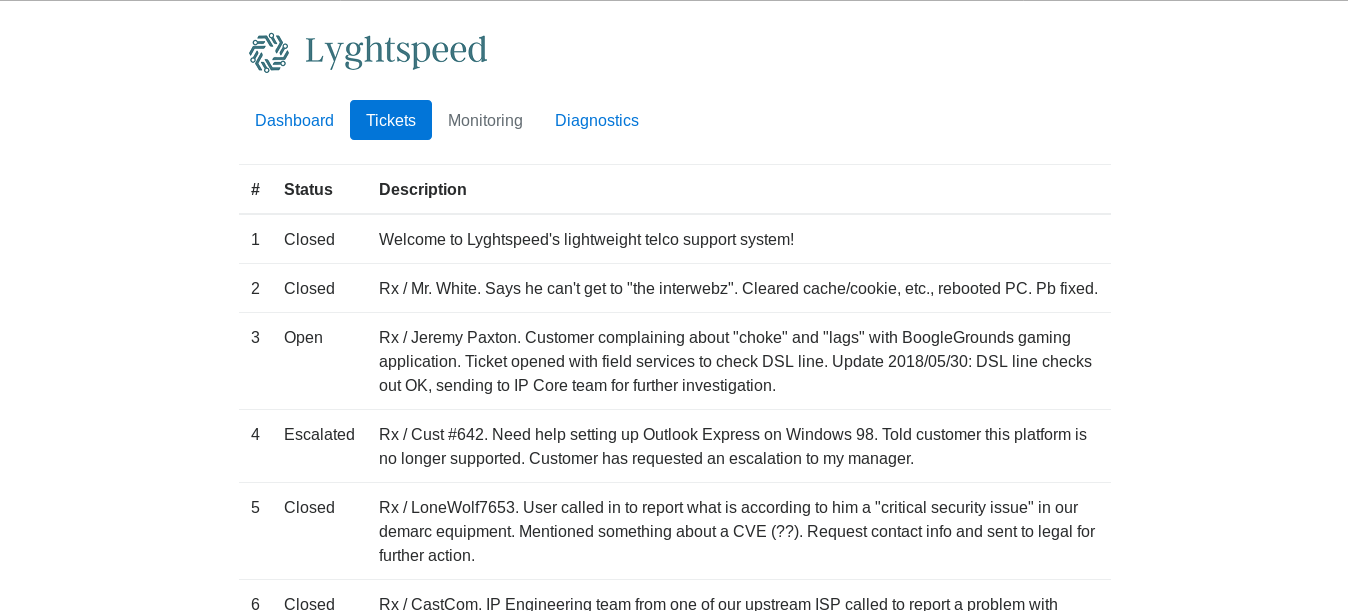 Lyghtspeed
Dashboard Tickets Monitoring Diagnostics
# Status Description
1 Closed Welcome to Lyghtspeed's lightweight telco support system!
2 Closed Rx / Mr. White. Says he can't get to "the interwebz". Cleared cache/cookie, etc., rebooted PC. Pb fixed.
3 Open Rx / Jeremy Paxton. Customer complaining about "choke" and "lags" with BoogleGrounds gaming
application. Ticket opened with field services to check DSL line. Update 2018/05/30: DSL line checks
out OK, sending to IP Core team for further investigation.
4 Escalated Rx / Cust #642. Need help setting up Outlook Express on Windows 98. Told customer this platform is
no longer supported. Customer has requested an escalation to my manager.
5 Closed Rx / LoneWolf7653. User called in to report what is according to him a "critical security issue" in our
demarc equipment. Mentioned something about a CVE (??). Request contact info and sent to legal for
further action.
6 Closed Rx / CastCom. IP Engineering team from one of our upstream ISP called to report a problem with